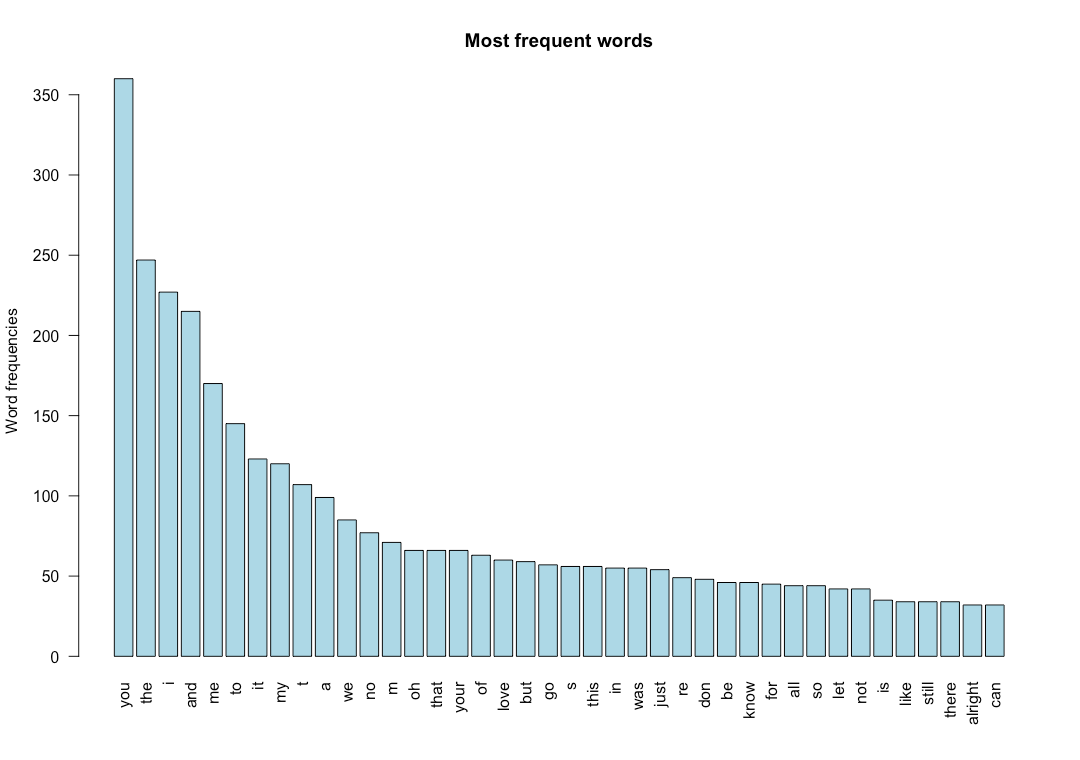 Most frequent words
Word frequencies
350
300
250
200
150
100
50
0
you
the
i
and
me
to
it
my
t
a
we
no
m
oh
that
your
of
love
but
go
s
this
in
was
just
re
don
be
know
for
all
so
let
not
is
like
still
there
alright
can